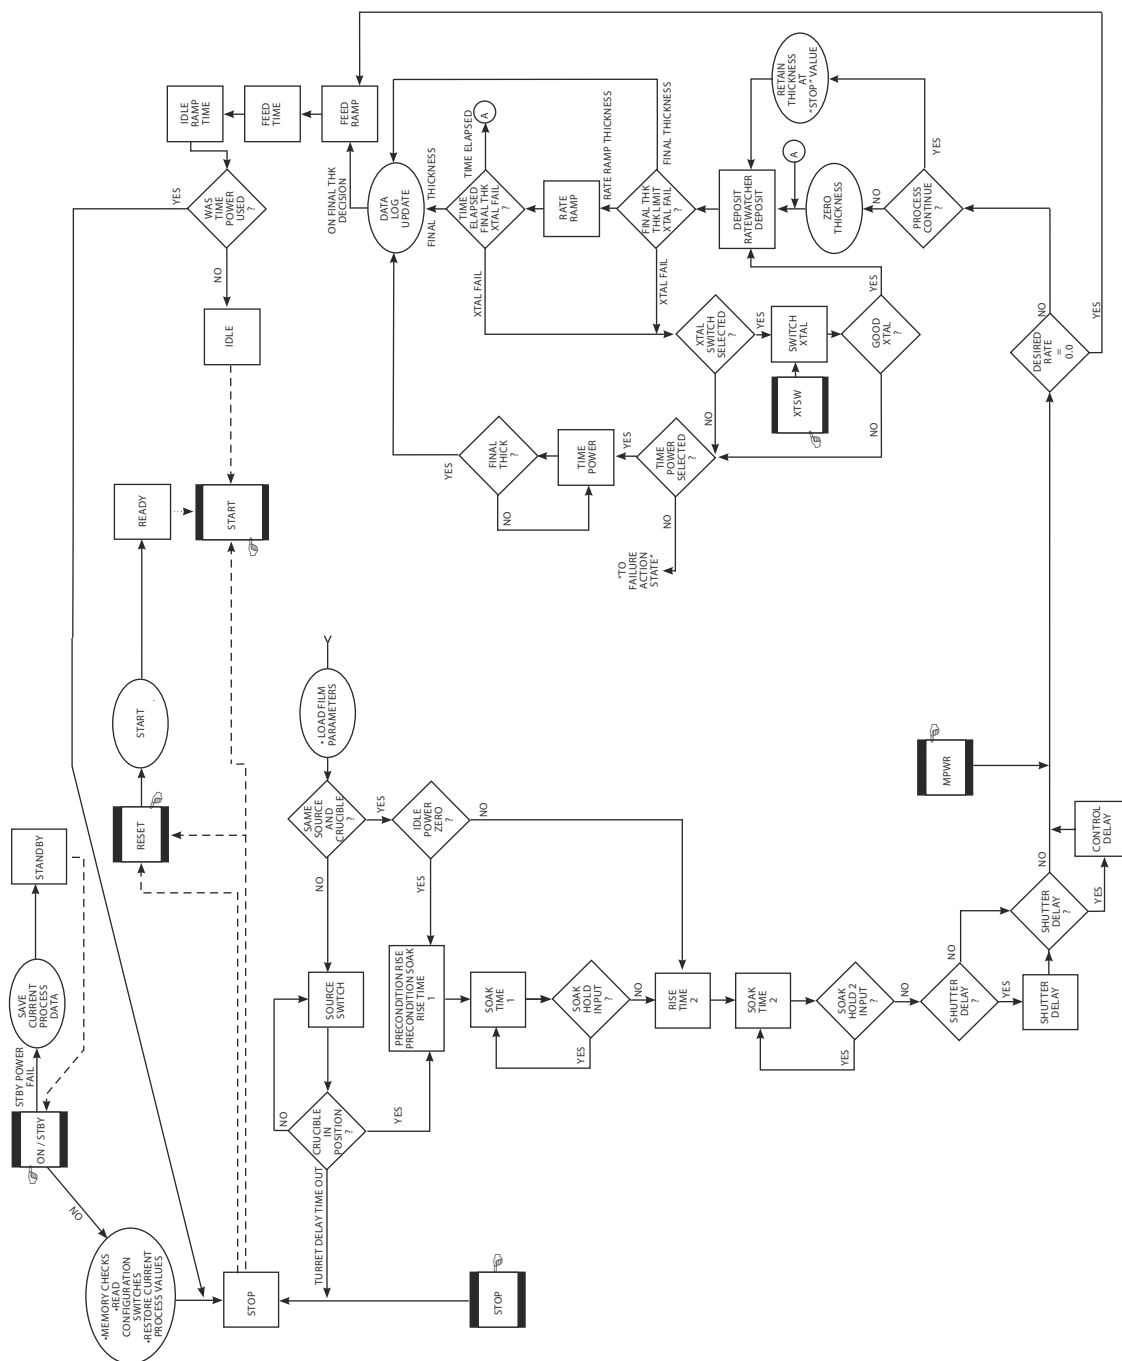 STBY POWER
FAIL
ON / STBY
NO
SAVE
CURRENT
PROCESS
DATA
STANDBY
•MEMORY CHECKS
•READ
CONFIGURATION
SWITCHES
•RESTORE CURRENT
PROCESS VALUES
STOP
RESET
START
READY
START
IDLE
NO
WAS
TIME
POWER
USED
?
YES
IDLE
RAMP
TIME
FEED
TIME
FEED
RAMP
ON FINAL THK
DECISION
TURRET DELAY TIME OUT
STOP
CRUCIBLE
IN
POSITION
?
NO
YES
SOURCE
SWITCH
NO
SAME
SOURCE
AND
CRUCIBLE
?
YES
• LOAD FILM
PARAMETERS
IDLE
POWER
ZERO
?
YES
NO
PRECONDITION RISE
PRECONDITION SOAK
RISE TIME
1
SOAK
TIME
1
SOAK
HOLD
INPUT
?
YES
NO
RISE
TIME
2
SOAK
TIME
2
SOAK
HOLD 2
INPUT
?
YES
NO
SHUTTER
DELAY
?
YES
NO
SHUTTER DELAY
SHUTTER
DELAY
?
YES
NO
CONTROL
DELAY
MPWR
DESIRED
RATE
=
0.0
NO
YES
PROCESS
CONTINUE
?
NO
YES
ZERO
THICKNESS
A
RETAIN
THICKNESS
AT
"STOP" VALUE
DEPOSIT
RATEWATCHER
DEPOSIT
FINAL THK
THK LIMIT
XTAL FAIL
?
RATE RAMP THICKNESS
FINAL THICKNESS
XTAL FAIL
RATE
RAMP
TIME
ELAPSED
FINAL THK
XTAL FAIL
?
TIME ELAPSED
A
XTAL FAIL
FINAL THICKNESS
DATA
LOG
UPDATE
XTAL
SWITCH
SELECTED
?
YES
NO
SWITCH
XTAL
XTSW
GOOD
XTAL
?
YES
NO
TIME
POWER
SELECTED
?
YES
NO
"TO
FAILURE
ACTION
STATE"
TIME
POWER
FINAL
THICK
?
YES
NO